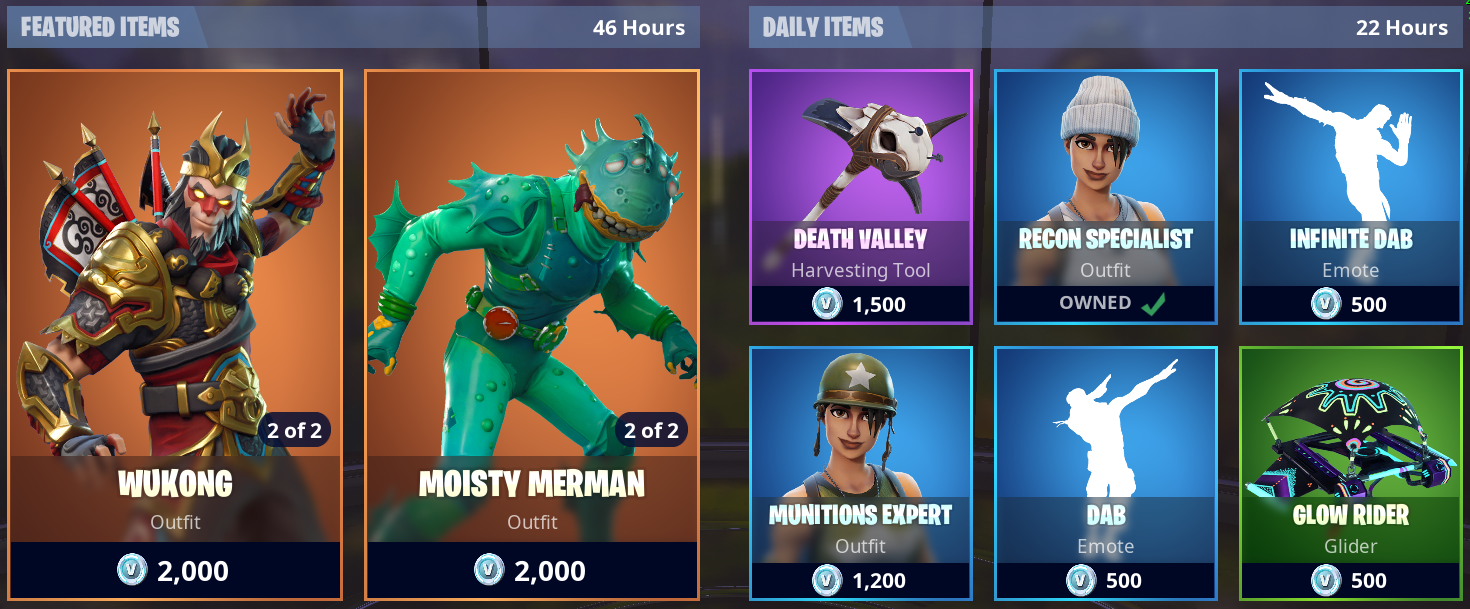 FEATURED ITEMS
46 Hours
2 of 2
WUKONG
Outfit
V 2,000
2 of 2
MOISTY MERMAN
Outfit
V 2,000
DAILY ITEMS
22 Hours
DEATH VALLEY
Harvesting Tool
V 1,500
RECON SPECIALIST
Outfit
OWNED
INFINITE DAB
Emote
V 500
MUNITIONS EXPERT
Outfit
V 1,200
DAB
Emote
V 500
GLOW RIDER
Glider
V 500